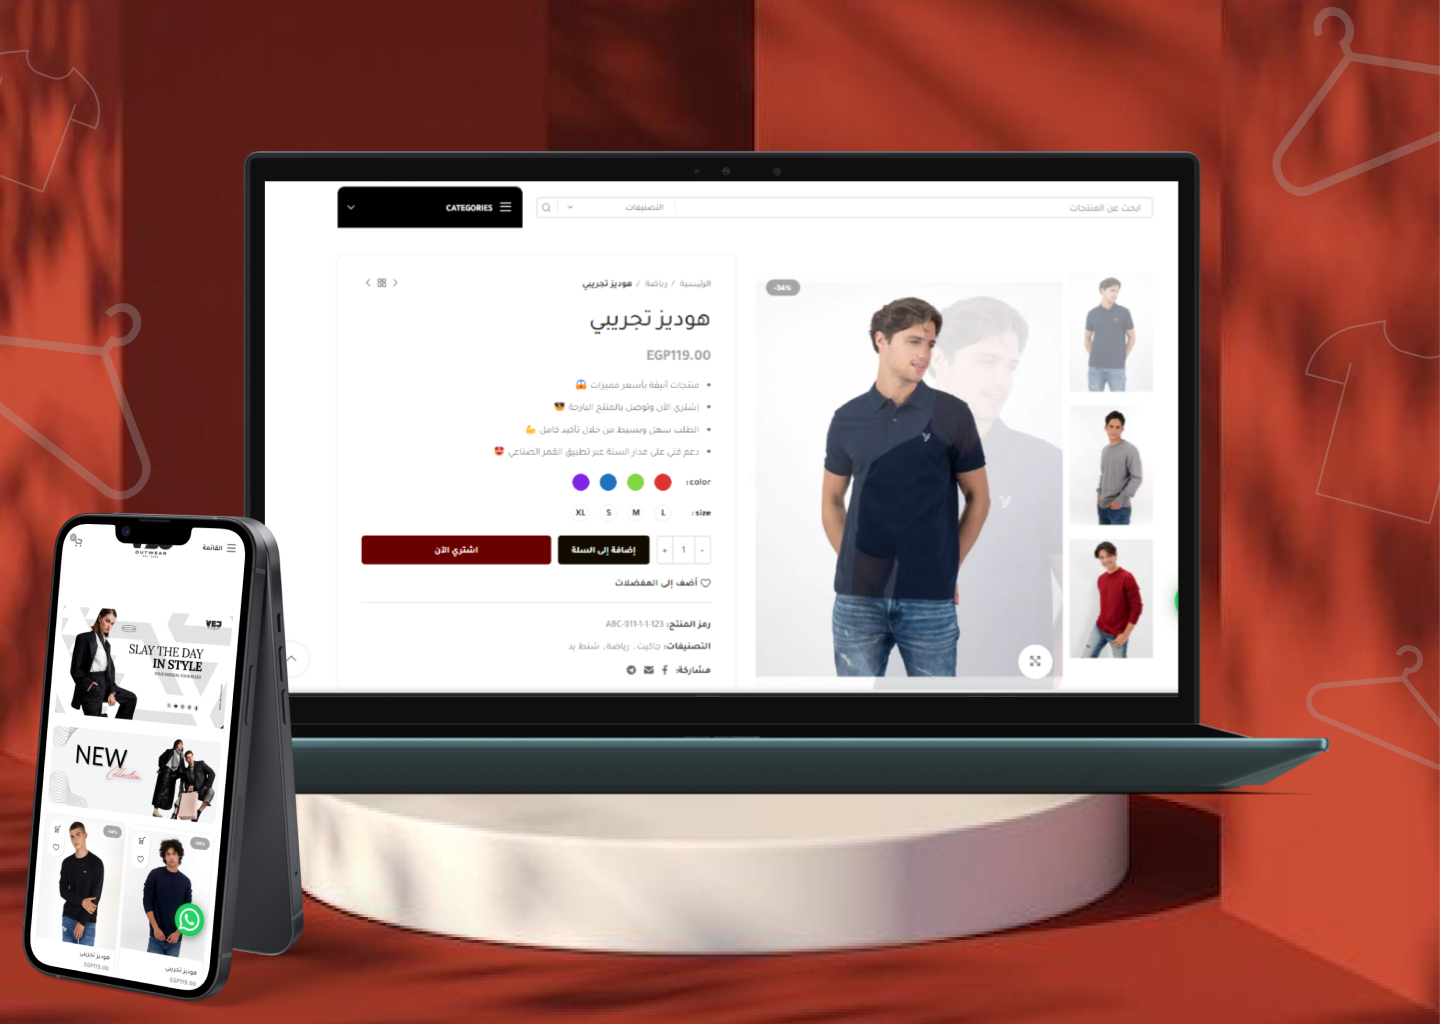 CATEGORIES
التصنيفات
ابحث عن المنتجات
الرئيسية / رياضة / هوديز تجريبي
هوديز تجريبي
EGP119.00
منتجات أنيقة بأسعر مميزات 😱
إشتري الآن وتوصل بالمنتج البارحة 😎
الطلب سهل وبسيط من خلال تأكيد كامل 💪
دعم فني على مدار السنة عبر تطبيق القمر الصناعي 😍
color :
XL S M L
size :
اشتري الآن
إضافة إلى السلة
+ 1 -
أضف إلى المفضلات
رمز المنتج: ABC-911-1-1-123
التصنيفات: جاكيت, رياضة, شنط يد
مشاركة:
-34%
القائمة
OUTWEAR
SLAY THE DAY
IN STYLE
NEW
Collection
-34%
-34%
هوديز تجريبي
EGP119.00
هوديز تجريبي
EGP119.00